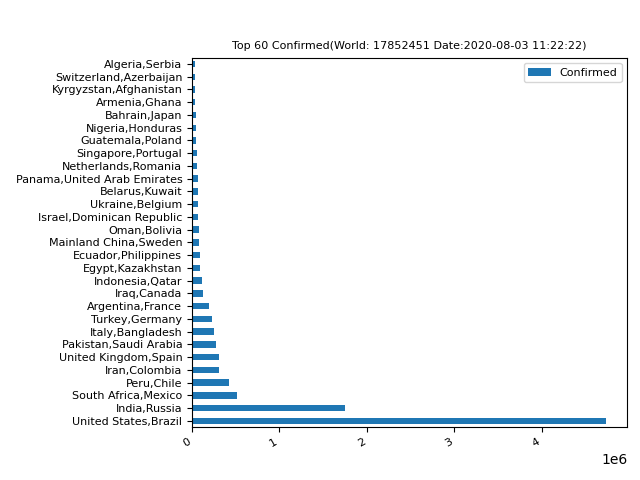 Top 60 Confirmed(World: 17852451 Date:2020-08-03 11:22:22)
Confirmed
Algeria,Serbia
Switzerland,Azerbaijan
Kyrgyzstan,Afghanistan
Armenia,Ghana
Bahrain,Japan
Nigeria,Honduras
Guatemala,Poland
Singapore,Portugal
Netherlands,Romania
Panama,United Arab Emirates
Belarus,Kuwait
Ukraine,Belgium
Israel,Dominican Republic
Oman,Bolivia
Mainland China,Sweden
Ecuador,Philippines
Egypt,Kazakhstan
Indonesia,Qatar
Iraq,Canada
Argentina,France
Turkey,Germany
Italy,Bangladesh
Pakistan,Saudi Arabia
United Kingdom,Spain
Iran,Colombia
Peru,Chile
South Africa,Mexico
India,Russia
United States,Brazil
0 1 2 3 4
1e6